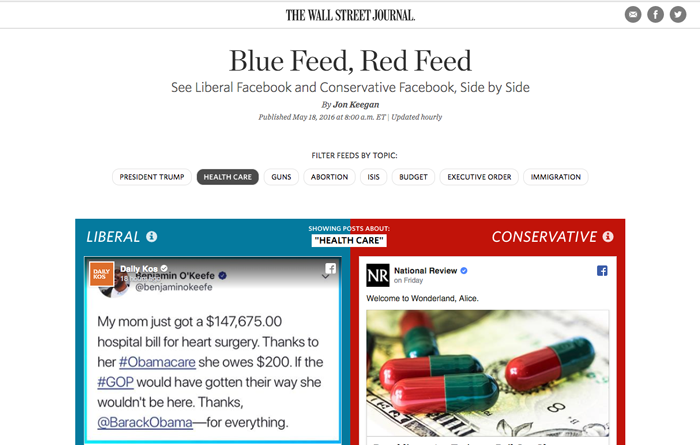 THE WALL STREET JOURNAL.
Blue Feed, Red Feed
See Liberal Facebook and Conservative Facebook, Side by Side
By Jon Keegan
Published May 18, 2016 at 8:00 a.m. ET | Updated hourly
FILTER FEEDS BY TOPIC:
PRESIDENT TRUMP HEALTH CARE GUNS ABORTION ISIS BUDGET EXECUTIVE ORDER IMMIGRATION
LIBERAL
SHOWING POSTS ABOUT:
"HEALTH CARE"
CONSERVATIVE
DAILY
KOS
Daily Kos
Benjamin O'Keefe
@benjaminokeefe
My mom just got a $147,675.00
hospital bill for heart surgery. Thanks to
her #Obamacare she owes $200. If the
#GOP would have gotten their way she
wouldn't be here. Thanks,
@BarackObama—for everything.
NR
National Review
on Friday
Welcome to Wonderland, Alice.